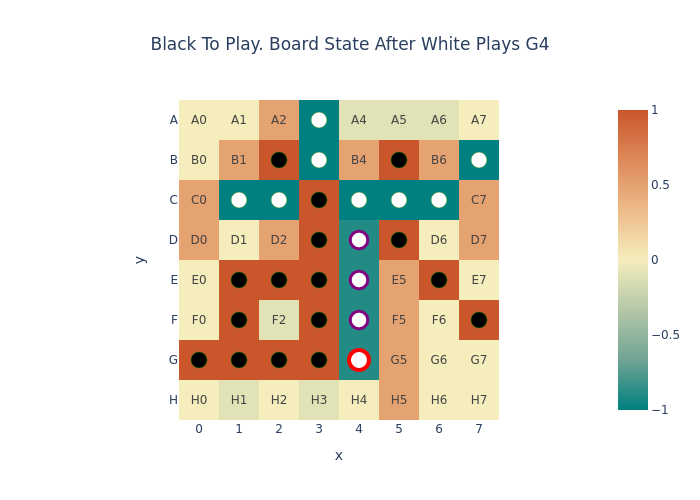 Black To Play. Board State After White Plays G4
A A0 A1 A2 A4 A5 A6 A7
B B0 B1 B4 B6
C C0 C7
D D0 D1 D2 D6 D7
E E0 E5 E7
F F0 F2 F5 F6
G G5 G6 G7
H H0 H1 H2 H3 H4 H5 H6 H7
0 1 2 3 4 5 6 7
x
y
1
0.5
0
−0.5
−1